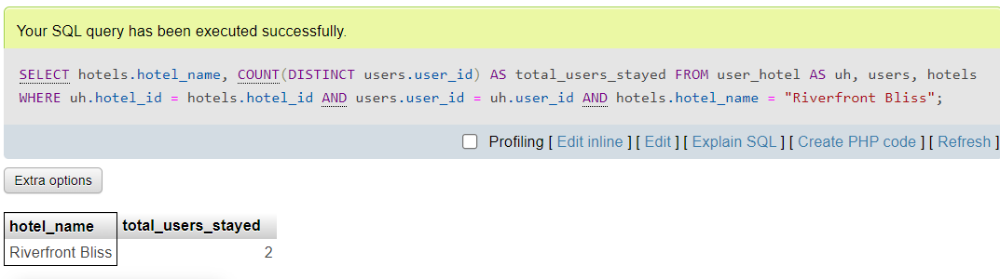 Your SQL query has been executed successfully.
SELECT hotels.hotel_name, COUNT(DISTINCT users.user_id) AS total_users_stayed FROM user_hotel AS uh, users, hotels
WHERE uh.hotel_id = hotels.hotel_id AND users.user_id = uh.user_id AND hotels.hotel_name = "Riverfront Bliss";
Profiling [ Edit inline ] [ Edit ] [ Explain SQL ] [ Create PHP code ] [ Refresh ]
Extra options
hotel_name total_users_stayed
Riverfront Bliss 2